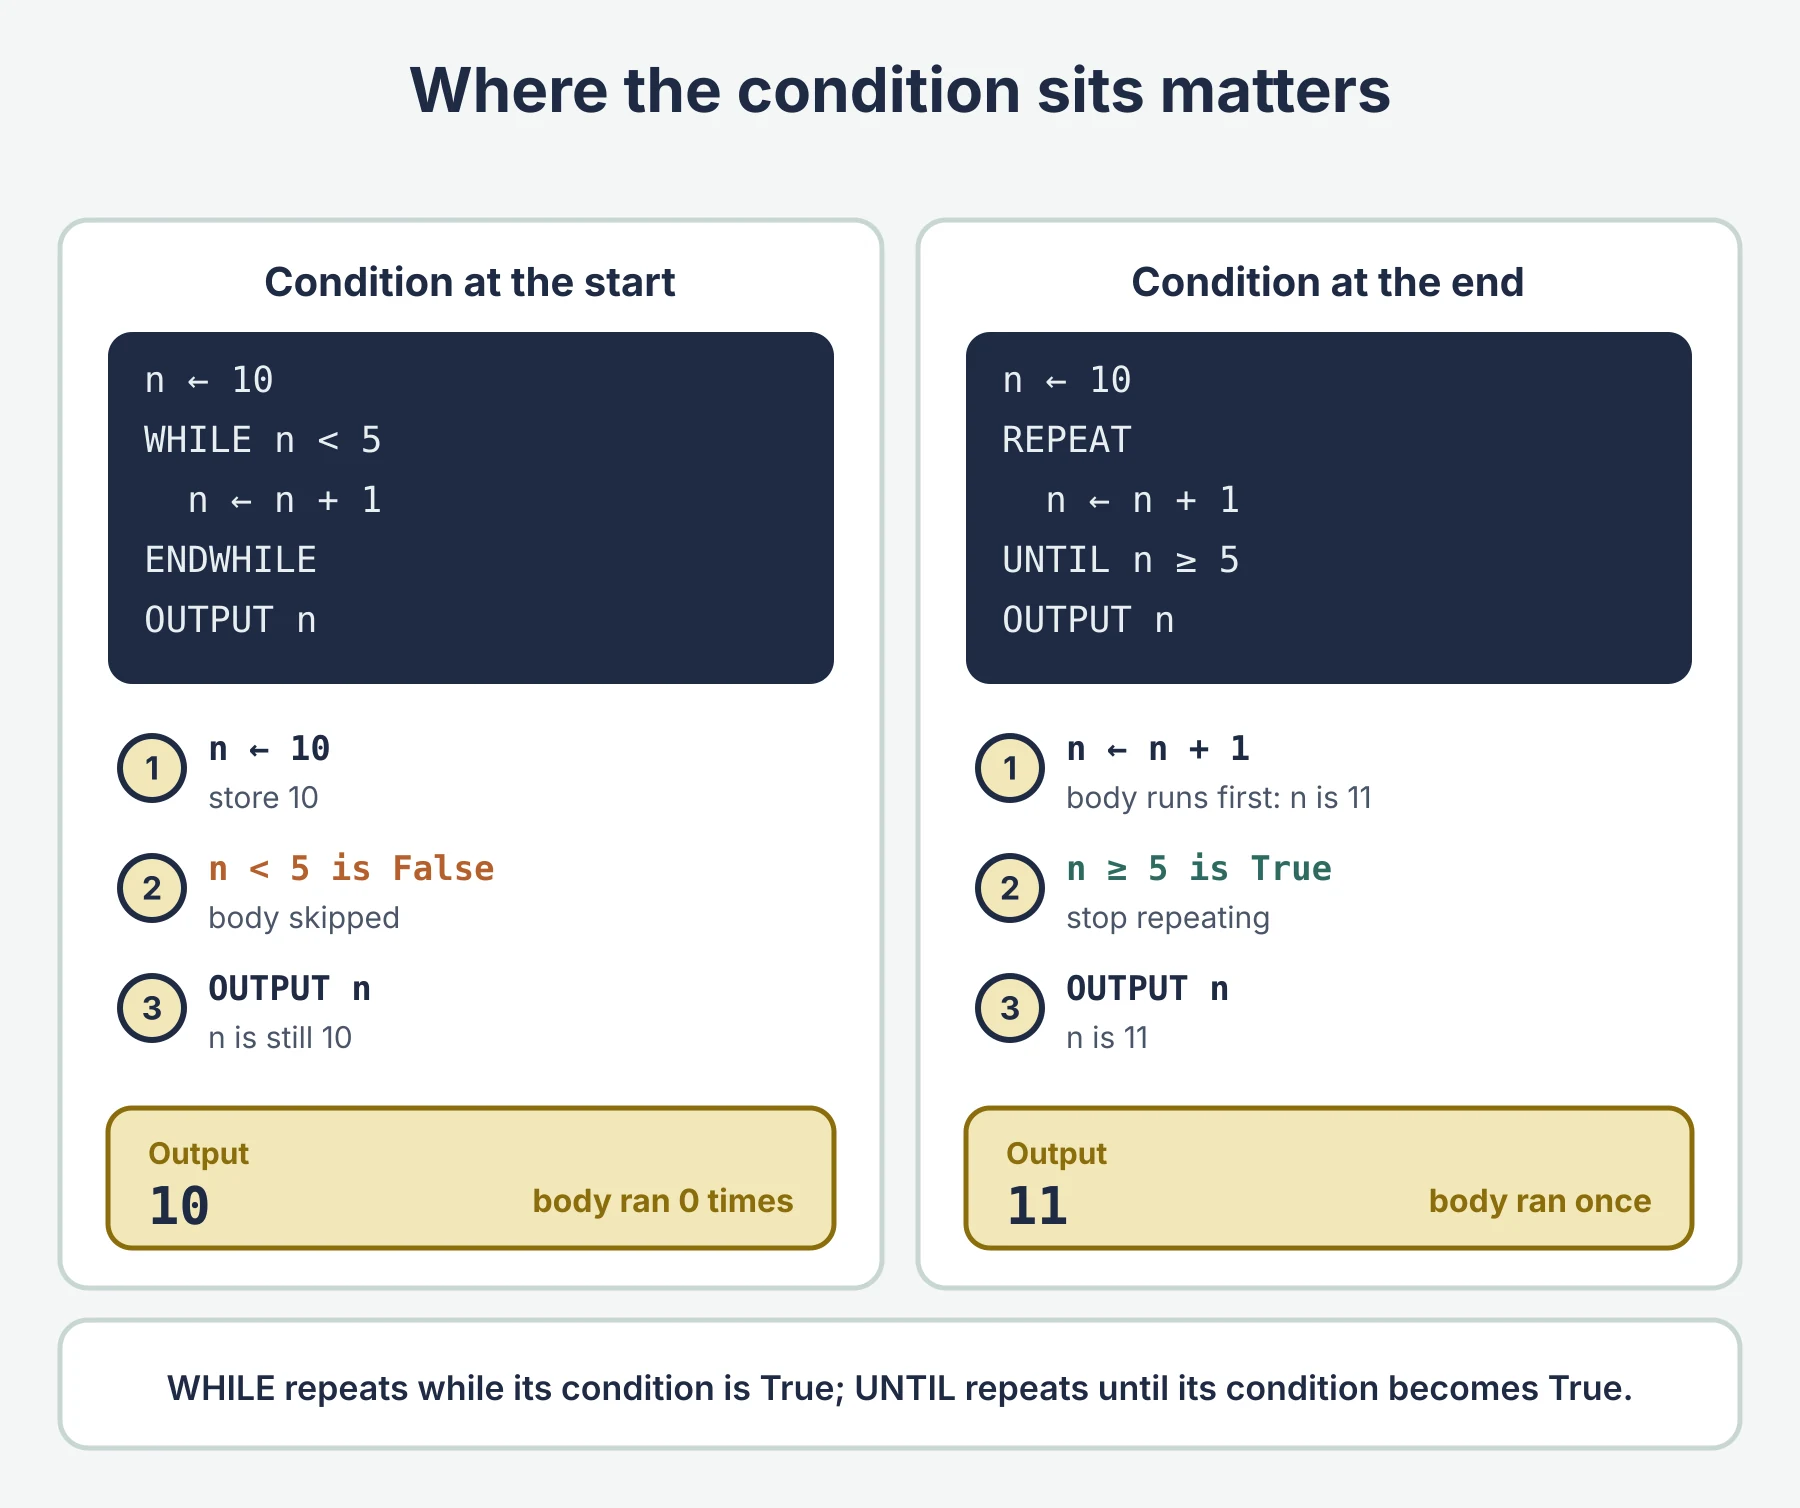 Where the condition sits matters
Condition at the start
n ← 10
WHILE n < 5
  n ← n + 1
ENDWHILE
OUTPUT n
1
n ← 10
store 10
2
n < 5 is False
body skipped
3
OUTPUT n
n is still 10
Output
10
body ran 0 times
Condition at the end
n ← 10
REPEAT
  n ← n + 1
UNTIL n ≥ 5
OUTPUT n
1
n ← n + 1
body runs first: n is 11
2
n ≥ 5 is True
stop repeating
3
OUTPUT n
n is 11
Output
11
body ran once
WHILE repeats while its condition is True; UNTIL repeats until its condition becomes True.